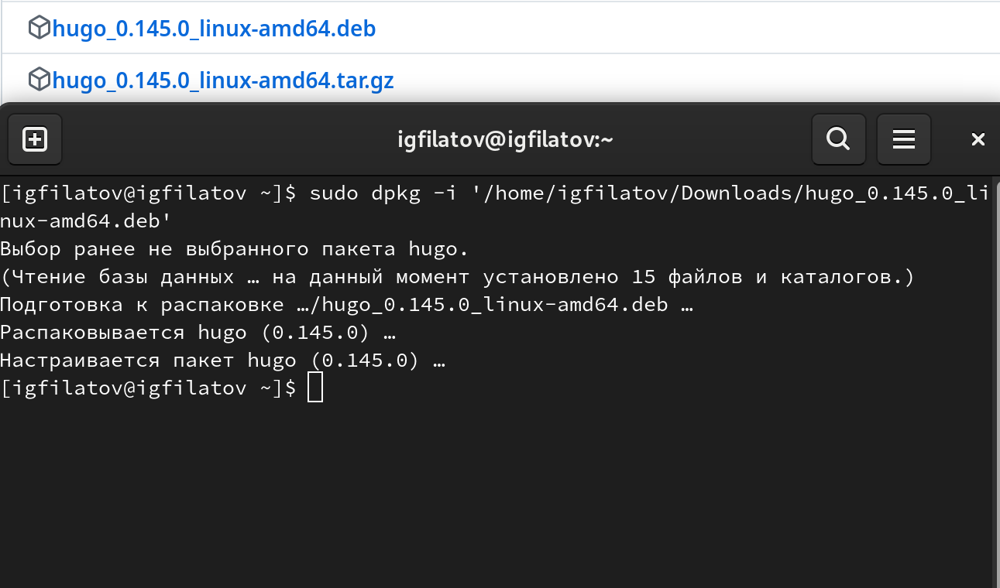 hugo_0.145.0_linux-amd64.deb
hugo_0.145.0_linux-amd64.tar.gz
igfilatov@igfilatov:~
[igfilatov@igfilatov ~]$ sudo dpkg -i '/home/igfilatov/Downloads/hugo_0.145.0_li
nux-amd64.deb'
Выбор ранее не выбранного пакета hugo.
(Чтение базы данных … на данный момент установлено 15 файлов и каталогов.)
Подготовка к распаковке …/hugo_0.145.0_linux-amd64.deb …
Распаковывается hugo (0.145.0) …
Настраивается пакет hugo (0.145.0) …
[igfilatov@igfilatov ~]$